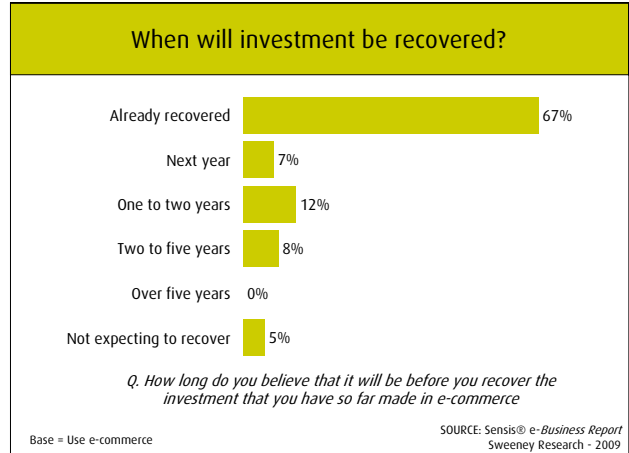 When will investment be recovered?
Already recovered 67%
Next year 7%
One to two years 12%
Two to five years 8%
Over five years 0%
Not expecting to recover 5%
Q. How long do you believe that it will be before you recover the
investment that you have so far made in e-commerce
Base = Use e-commerce
SOURCE: Sensis® e-Business Report
Sweeney Research - 2009